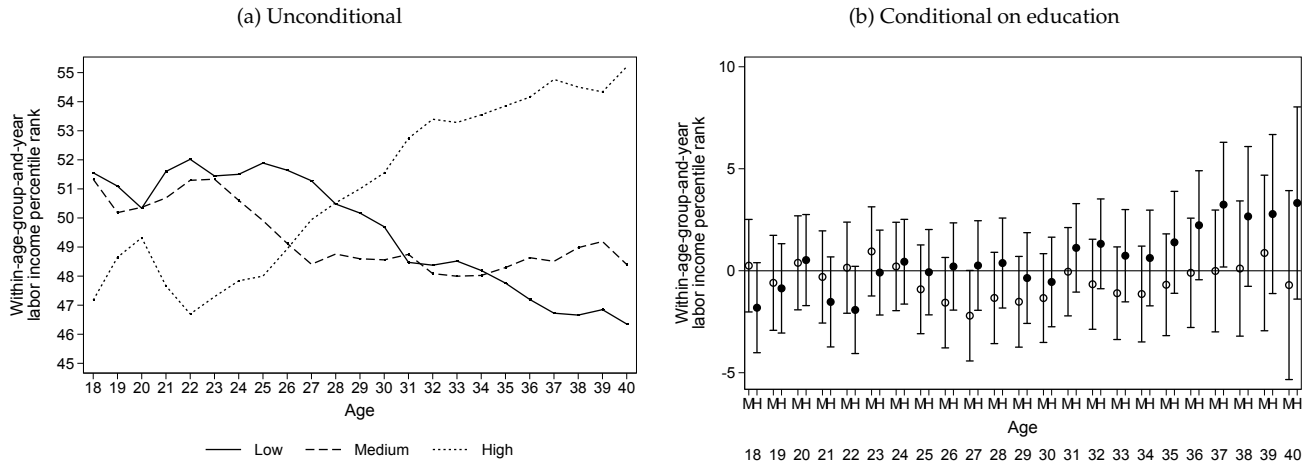 (a) Unconditional
Within-age-group-and-year
labor income percentile rank
55
54
53
52
51
50
49
48
47
46
45
18 19 20 21 22 23 24 25 26 27 28 29 30 31 32 33 34 35 36 37 38 39 40
Age
Low Medium High
(b) Conditional on education
Within-age-group-and-year
labor income percentile rank
10
5
0
-5
MH MH MH MH MH MH MH MH MH MH MH MH MH MH MH MH MH MH MH MH MH MH MH
Age
18 19 20 21 22 23 24 25 26 27 28 29 30 31 32 33 34 35 36 37 38 39 40